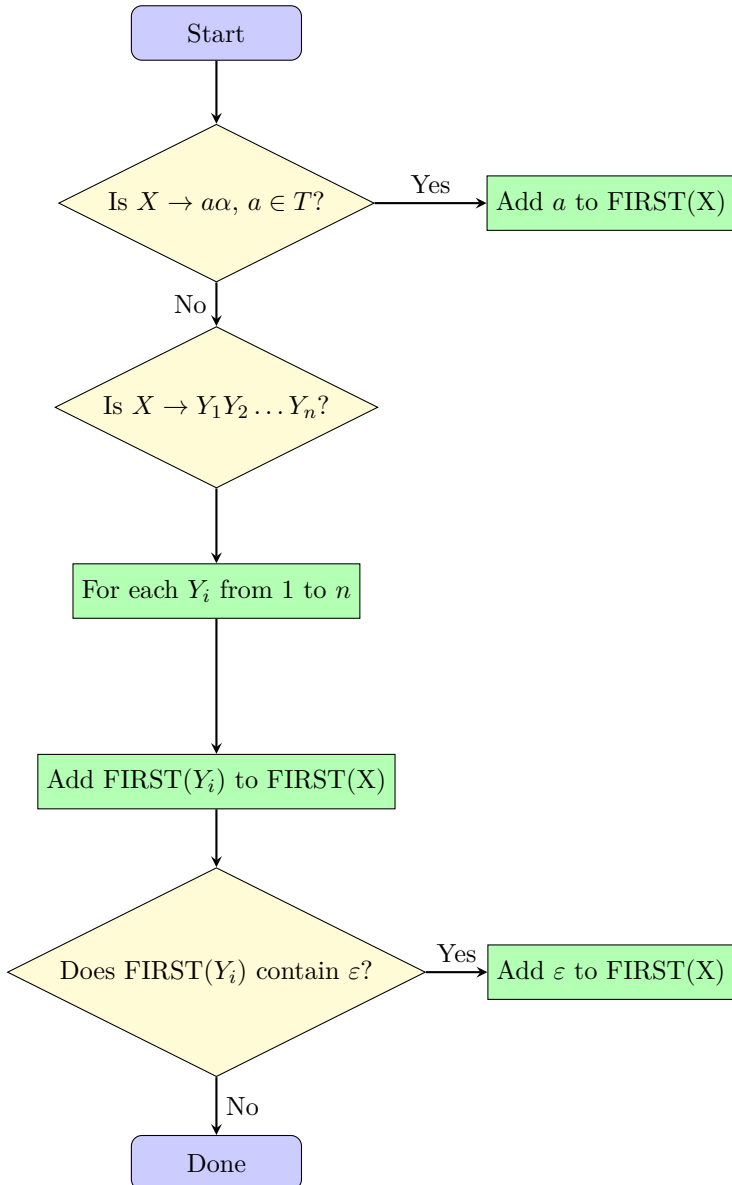 Start
Is X → aα, a ∈ T?
Yes
Add a to FIRST(X)
No
Is X → Y₁Y₂ … Yₙ?
For each Yᵢ from 1 to n
Add FIRST(Yᵢ) to FIRST(X)
Does FIRST(Yᵢ) contain ε?
Yes
Add ε to FIRST(X)
No
Done